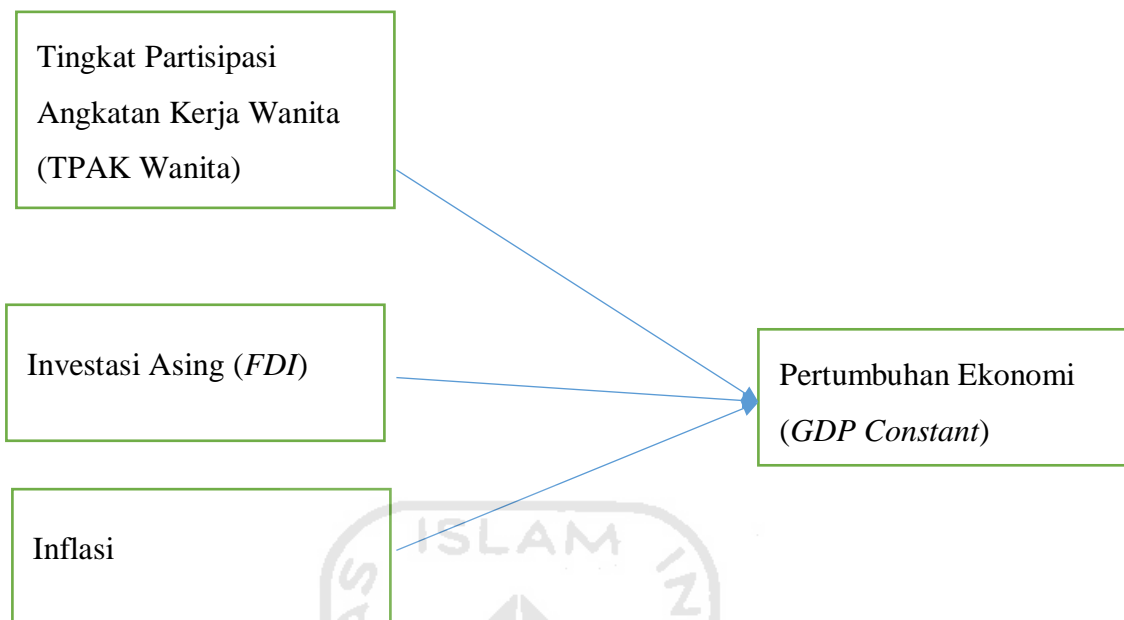 Tingkat Partisipasi
Angkatan Kerja Wanita
(TPAK Wanita)
Investasi Asing (FDI)
Pertumbuhan Ekonomi
(GDP Constant)
Inflasi
ISLAM